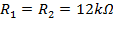 R₁ = R₂ = 12kΩ